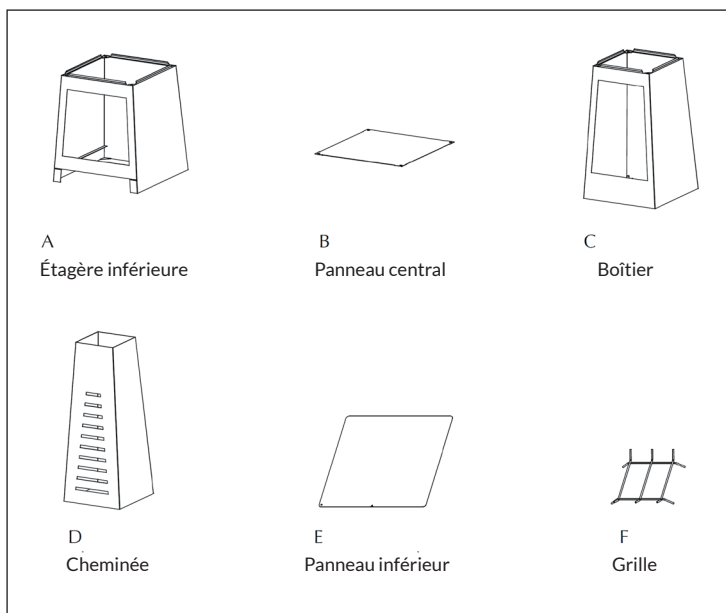 A
Étagère inférieure
B
Panneau central
C
Boîtier
D
Cheminée
E
Panneau inférieur
F
Grille